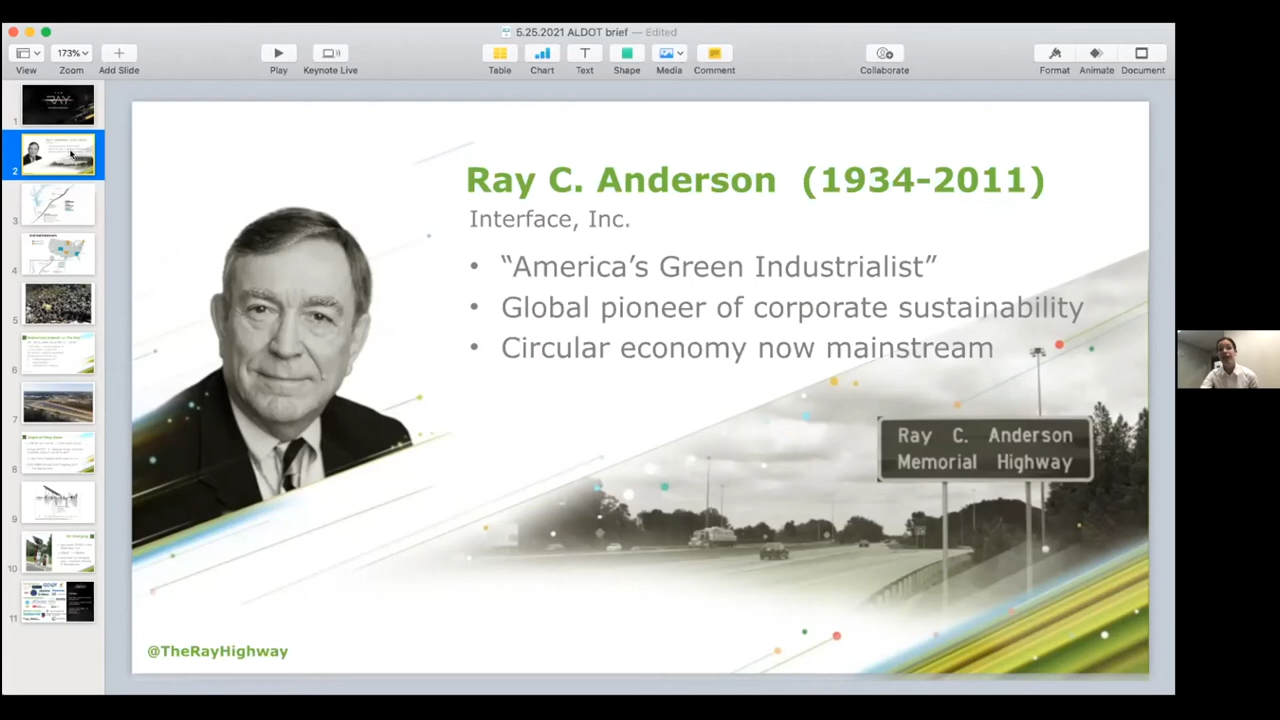 5.25.2021 ALDOT brief — Edited
173%
View
Zoom
Add Slide
Play
Keynote Live
Table
Chart
Text
Shape
Media
Comment
Collaborate
Format
Animate
Document
1
2
3
4
5
6
7
8
9
10
11
RAY
Ray C. Anderson (1934-2011)
Interface, Inc.
• “America’s Green Industrialist”
• Global pioneer of corporate sustainability
• Circular economy now mainstream
Ray C. Anderson
Memorial Highway
@TheRayHighway